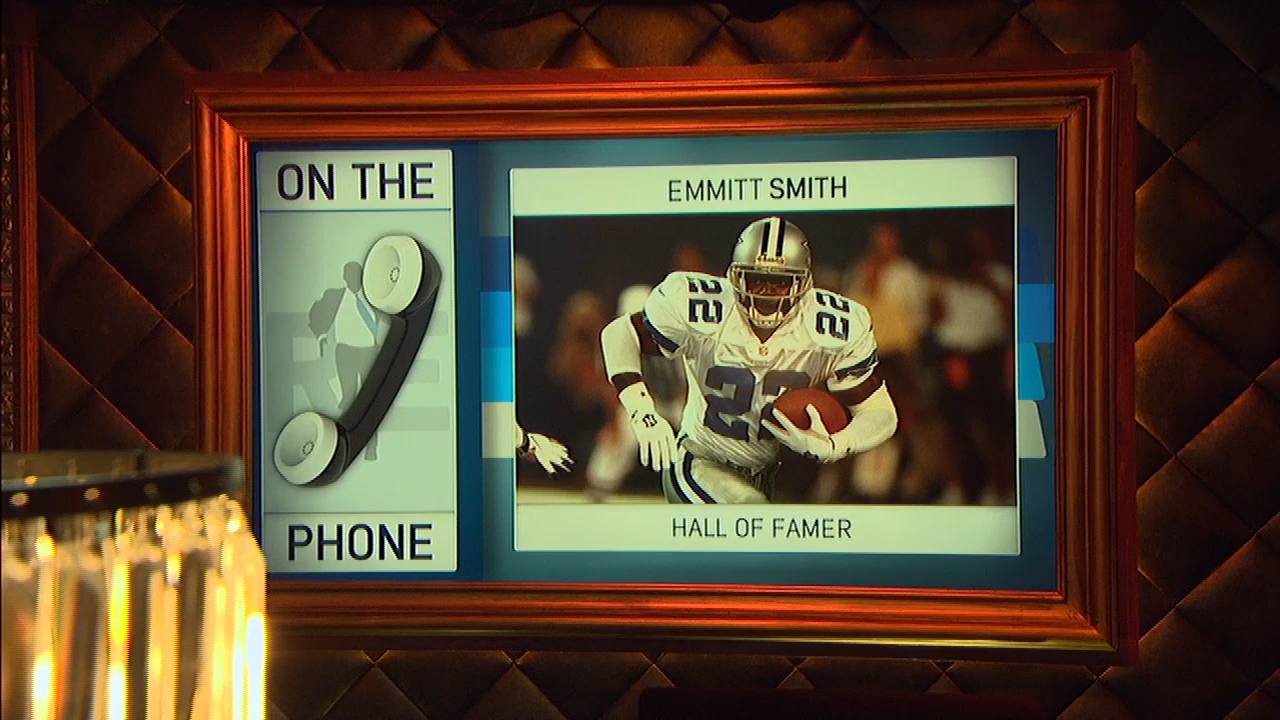 ON THE
PHONE
EMMITT SMITH
22
22
22
HALL OF FAMER